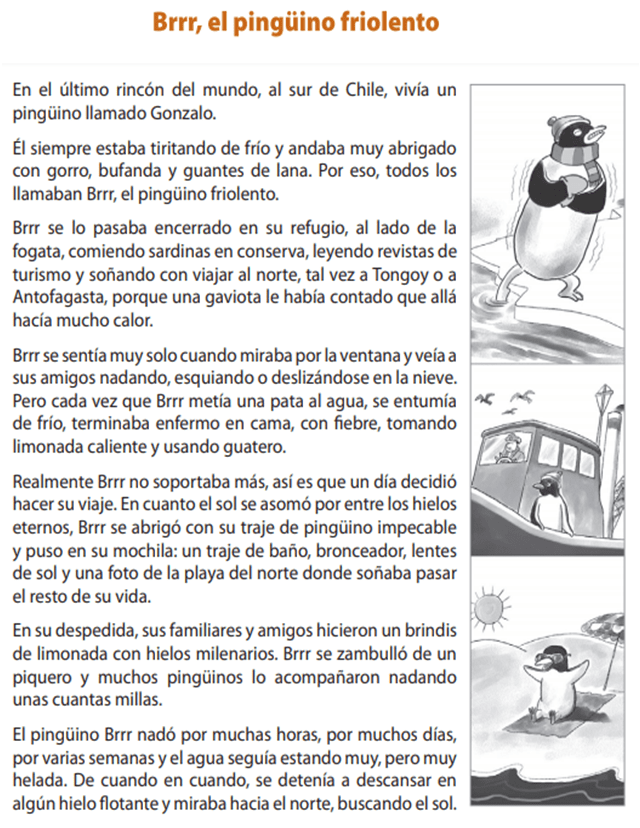 Brrr, el pingüino friolento
En el último rincón del mundo, al sur de Chile, vivía un
pingüino llamado Gonzalo.
Él siempre estaba tiritando de frío y andaba muy abrigado
con gorro, bufanda y guantes de lana. Por eso, todos los
llamaban Brrr, el pingüino friolento.
Brrr se lo pasaba encerrado en su refugio, al lado de la
fogata, comiendo sardinas en conserva, leyendo revistas de
turismo y soñando con viajar al norte, tal vez a Tongoy o a
Antofagasta, porque una gaviota le había contado que allá
hacía mucho calor.
Brrr se sentía muy solo cuando miraba por la ventana y veía a
sus amigos nadando, esquiando o deslizándose en la nieve.
Pero cada vez que Brrr metía una pata al agua, se entumía
de frío, terminaba enfermo en cama, con fiebre, tomando
limonada caliente y usando guatero.
Realmente Brrr no soportaba más, así es que un día decidió
hacer su viaje. En cuanto el sol se asomó por entre los hielos
eternos, Brrr se abrigó con su traje de pingüino impecable
y puso en su mochila: un traje de baño, bronceador, lentes
de sol y una foto de la playa del norte donde soñaba pasar
el resto de su vida.
En su despedida, sus familiares y amigos hicieron un brindis
de limonada con hielos milenarios. Brrr se zambulló de un
piquero y muchos pingüinos lo acompañaron nadando
unas cuantas millas.
El pingüino Brrr nadó por muchas horas, por muchos días,
por varias semanas y el agua seguía estando muy, pero muy
helada. De cuando en cuando, se detenía a descansar en
algún hielo flotante y miraba hacia el norte, buscando el sol.